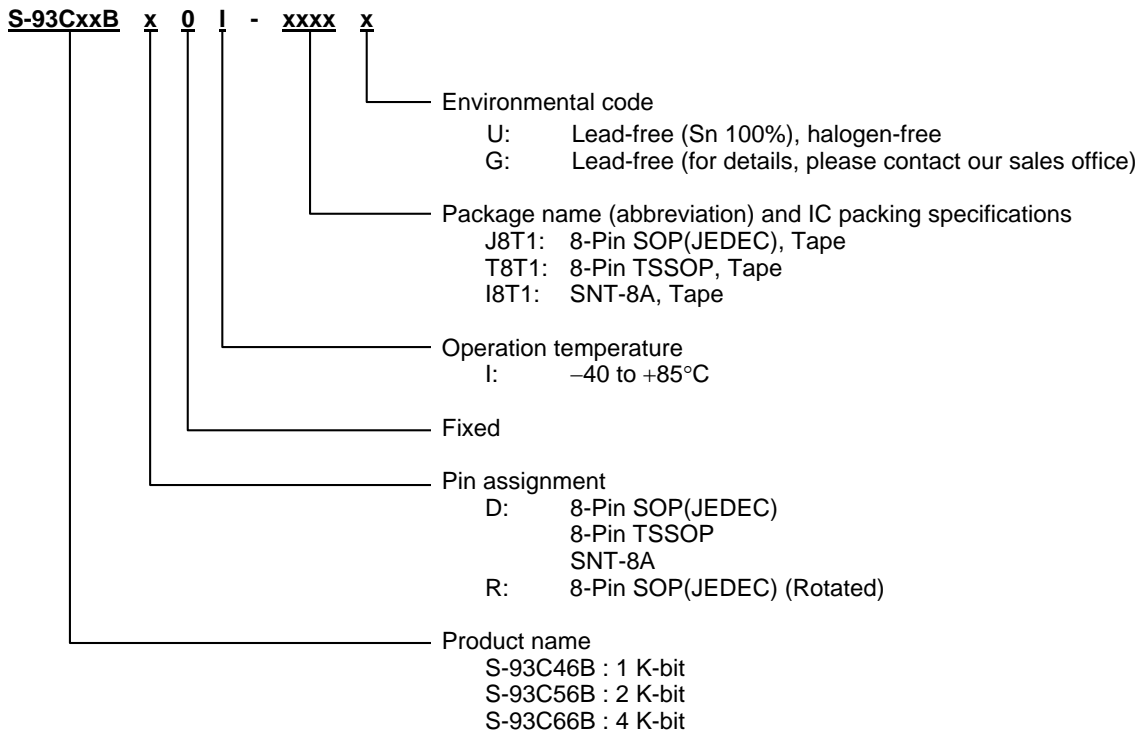 S-93CxxB x 0 I - xxxx x
Environmental code
U: Lead-free (Sn 100%), halogen-free
G: Lead-free (for details, please contact our sales office)
Package name (abbreviation) and IC packing specifications
J8T1: 8-Pin SOP(JEDEC), Tape
T8T1: 8-Pin TSSOP, Tape
I8T1: SNT-8A, Tape
Operation temperature
I: −40 to +85°C
Fixed
Pin assignment
D: 8-Pin SOP(JEDEC)
8-Pin TSSOP
SNT-8A
R: 8-Pin SOP(JEDEC) (Rotated)
Product name
S-93C46B : 1 K-bit
S-93C56B : 2 K-bit
S-93C66B : 4 K-bit